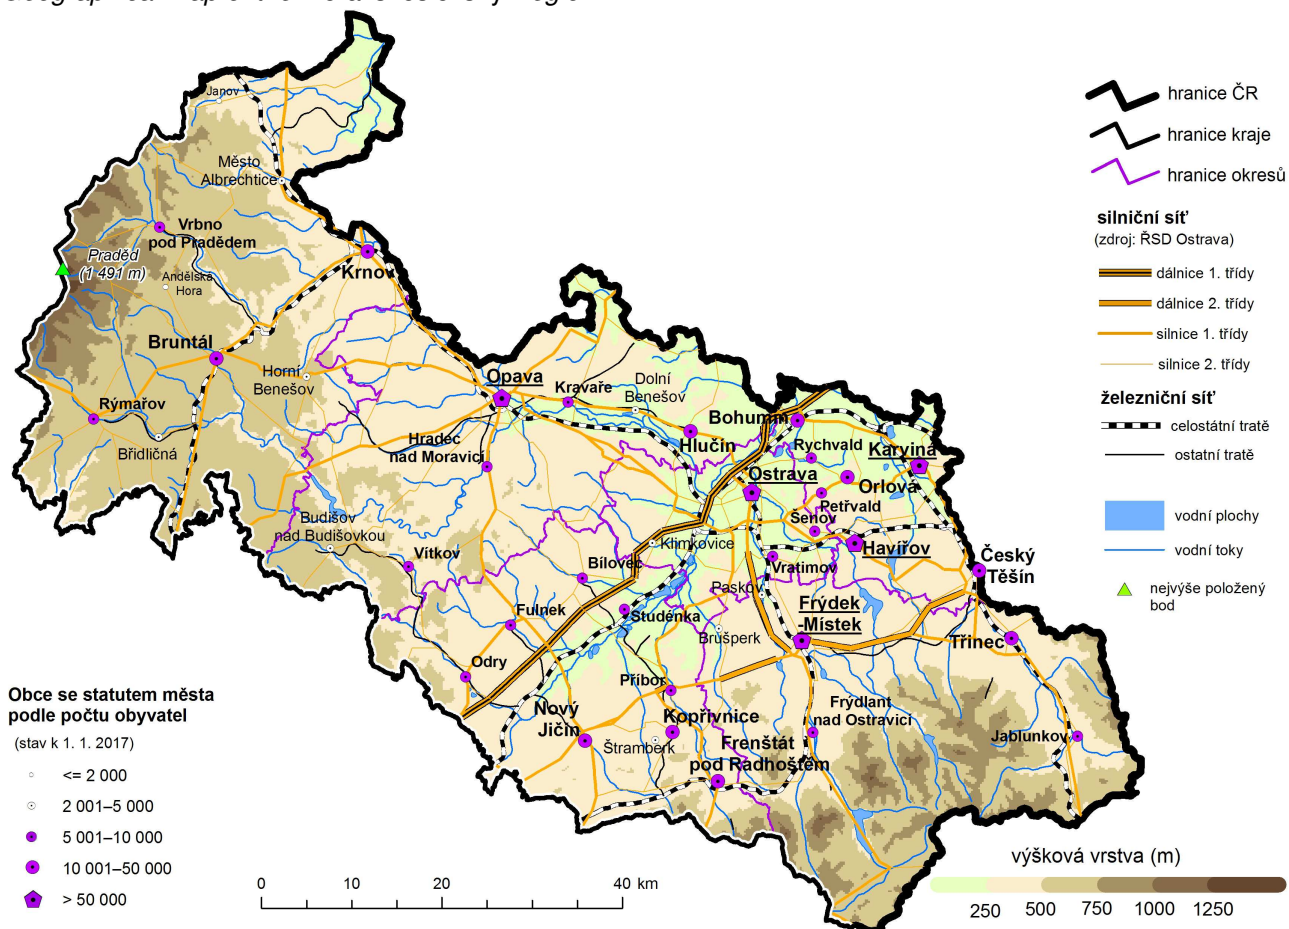 Janov
Město
Albrechtice
Vrbno
pod Pradědem
Praděd
(1 491 m)
Andělská
Hora
Krnov
Bruntál
Horní
Benešov
Rýmařov
Břidličná
Opava
Kravaře
Dolní
Benešov
Hlučín
Bohumín
Rychvald
Karviná
Ostrava
Orlová
Petřvald
Šenov
Havířov
Hradec
nad Moravicí
Budišov
nad Budišovkou
Vítkov
Klimkovice
Bílovec
Vratimov
Český
Těšín
Paskov
Frýdek
-Místek
Fulnek
Studénka
Brušperk
Třinec
Odry
Příbor
Nový
Jičín
Kopřivnice
Štramberk
Frenštát
pod Radhoštěm
Frýdlant
nad Ostravicí
Jablunkov
hranice ČR
hranice kraje
hranice okresů
silniční síť
(zdroj: ŘSD Ostrava)
dálnice 1. třídy
dálnice 2. třídy
silnice 1. třídy
silnice 2. třídy
železniční síť
celostátní tratě
ostatní tratě
vodní plochy
vodní toky
nejvýše položený
bod
Obce se statutem města
podle počtu obyvatel
(stav k 1. 1. 2017)
<= 2 000
2 001–5 000
5 001–10 000
10 001–50 000
> 50 000
0 10 20 40 km
výšková vrstva (m)
250 500 750 1000 1250